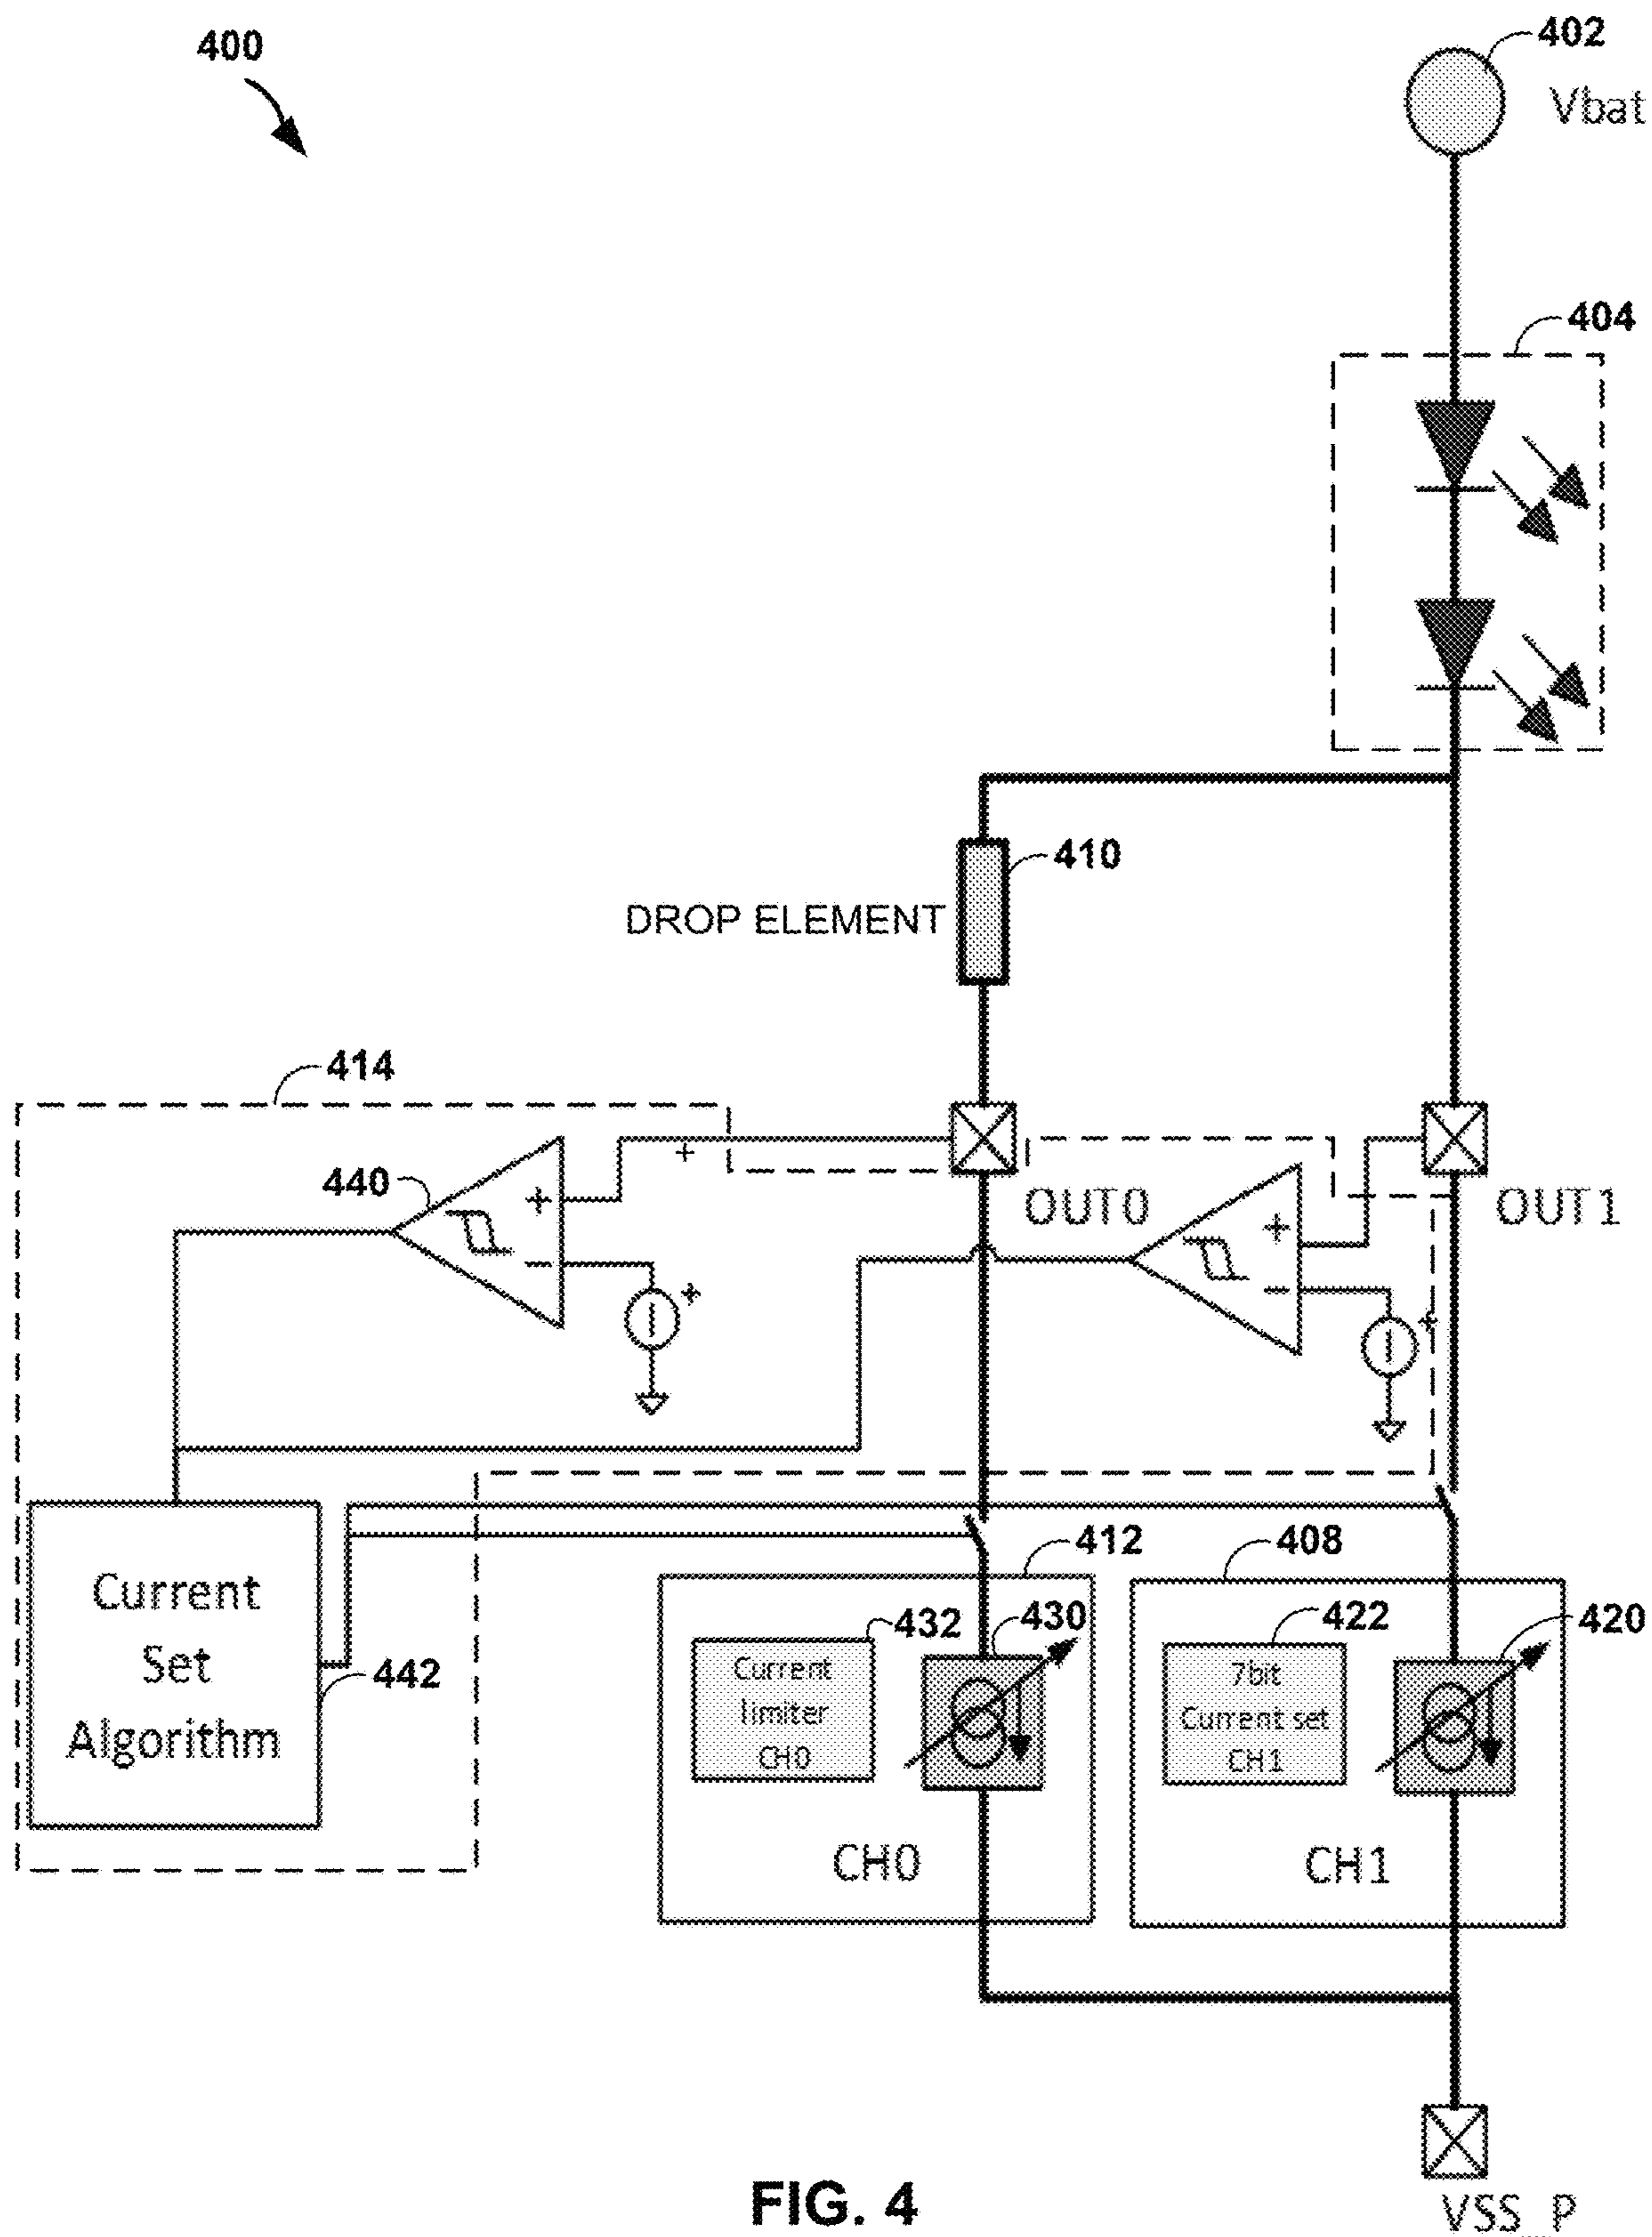 400
402
Vbat
404
410
DROP ELEMENT
414
440
OUT0
OUT1
+
+
−
+
+
−
+
412
408
Current
Set
Algorithm
442
432
430
422
420
Current
limiter
CH0
7bit
Current set
CH1
CH0
CH1
FIG. 4
VSS_P